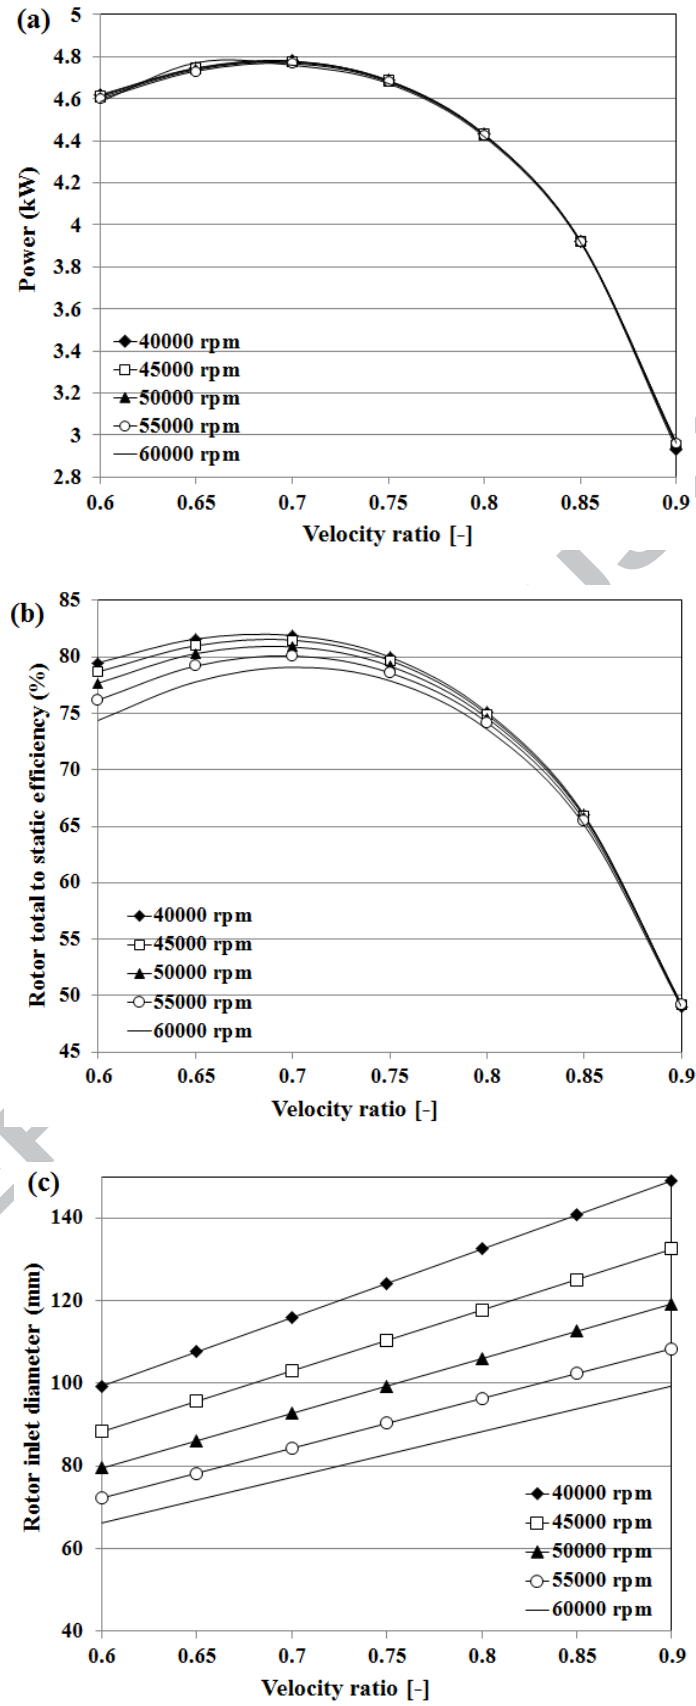 (a)
5
4.8
4.6
4.4
4.2
4
3.8
3.6
3.4
3.2
3
2.8
Power (kW)
40000 rpm
45000 rpm
50000 rpm
55000 rpm
60000 rpm
0.6 0.65 0.7 0.75 0.8 0.85 0.9
Velocity ratio [-]
(b)
85
80
75
70
65
60
55
50
45
Rotor total to static efficiency (%)
40000 rpm
45000 rpm
50000 rpm
55000 rpm
60000 rpm
0.6 0.65 0.7 0.75 0.8 0.85 0.9
Velocity ratio [-]
(c)
140
120
100
80
60
40
Rotor inlet diameter (mm)
40000 rpm
45000 rpm
50000 rpm
55000 rpm
60000 rpm
0.6 0.65 0.7 0.75 0.8 0.85 0.9
Velocity ratio [-]